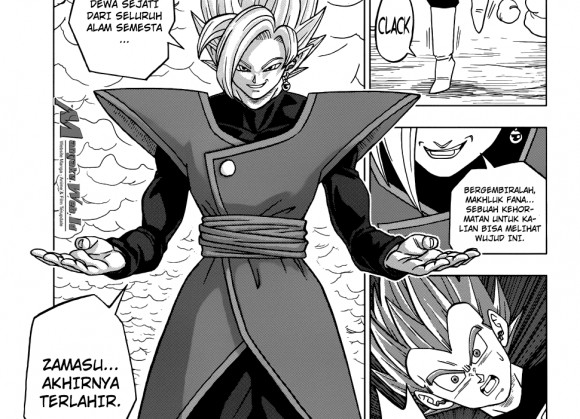 DEWA SEJATI
DARI SELURUH
ALAM SEMESTA
...
CLACK
BERGEMBIRALAH,
MAKHLUK FANA...
SEBUAH KEHOR-
MATAN UNTUK KA-
LIAN BISA MELIHAT
WUJUD INI.
ZAMASU...
AKHIRNYA
TERLAHIR.